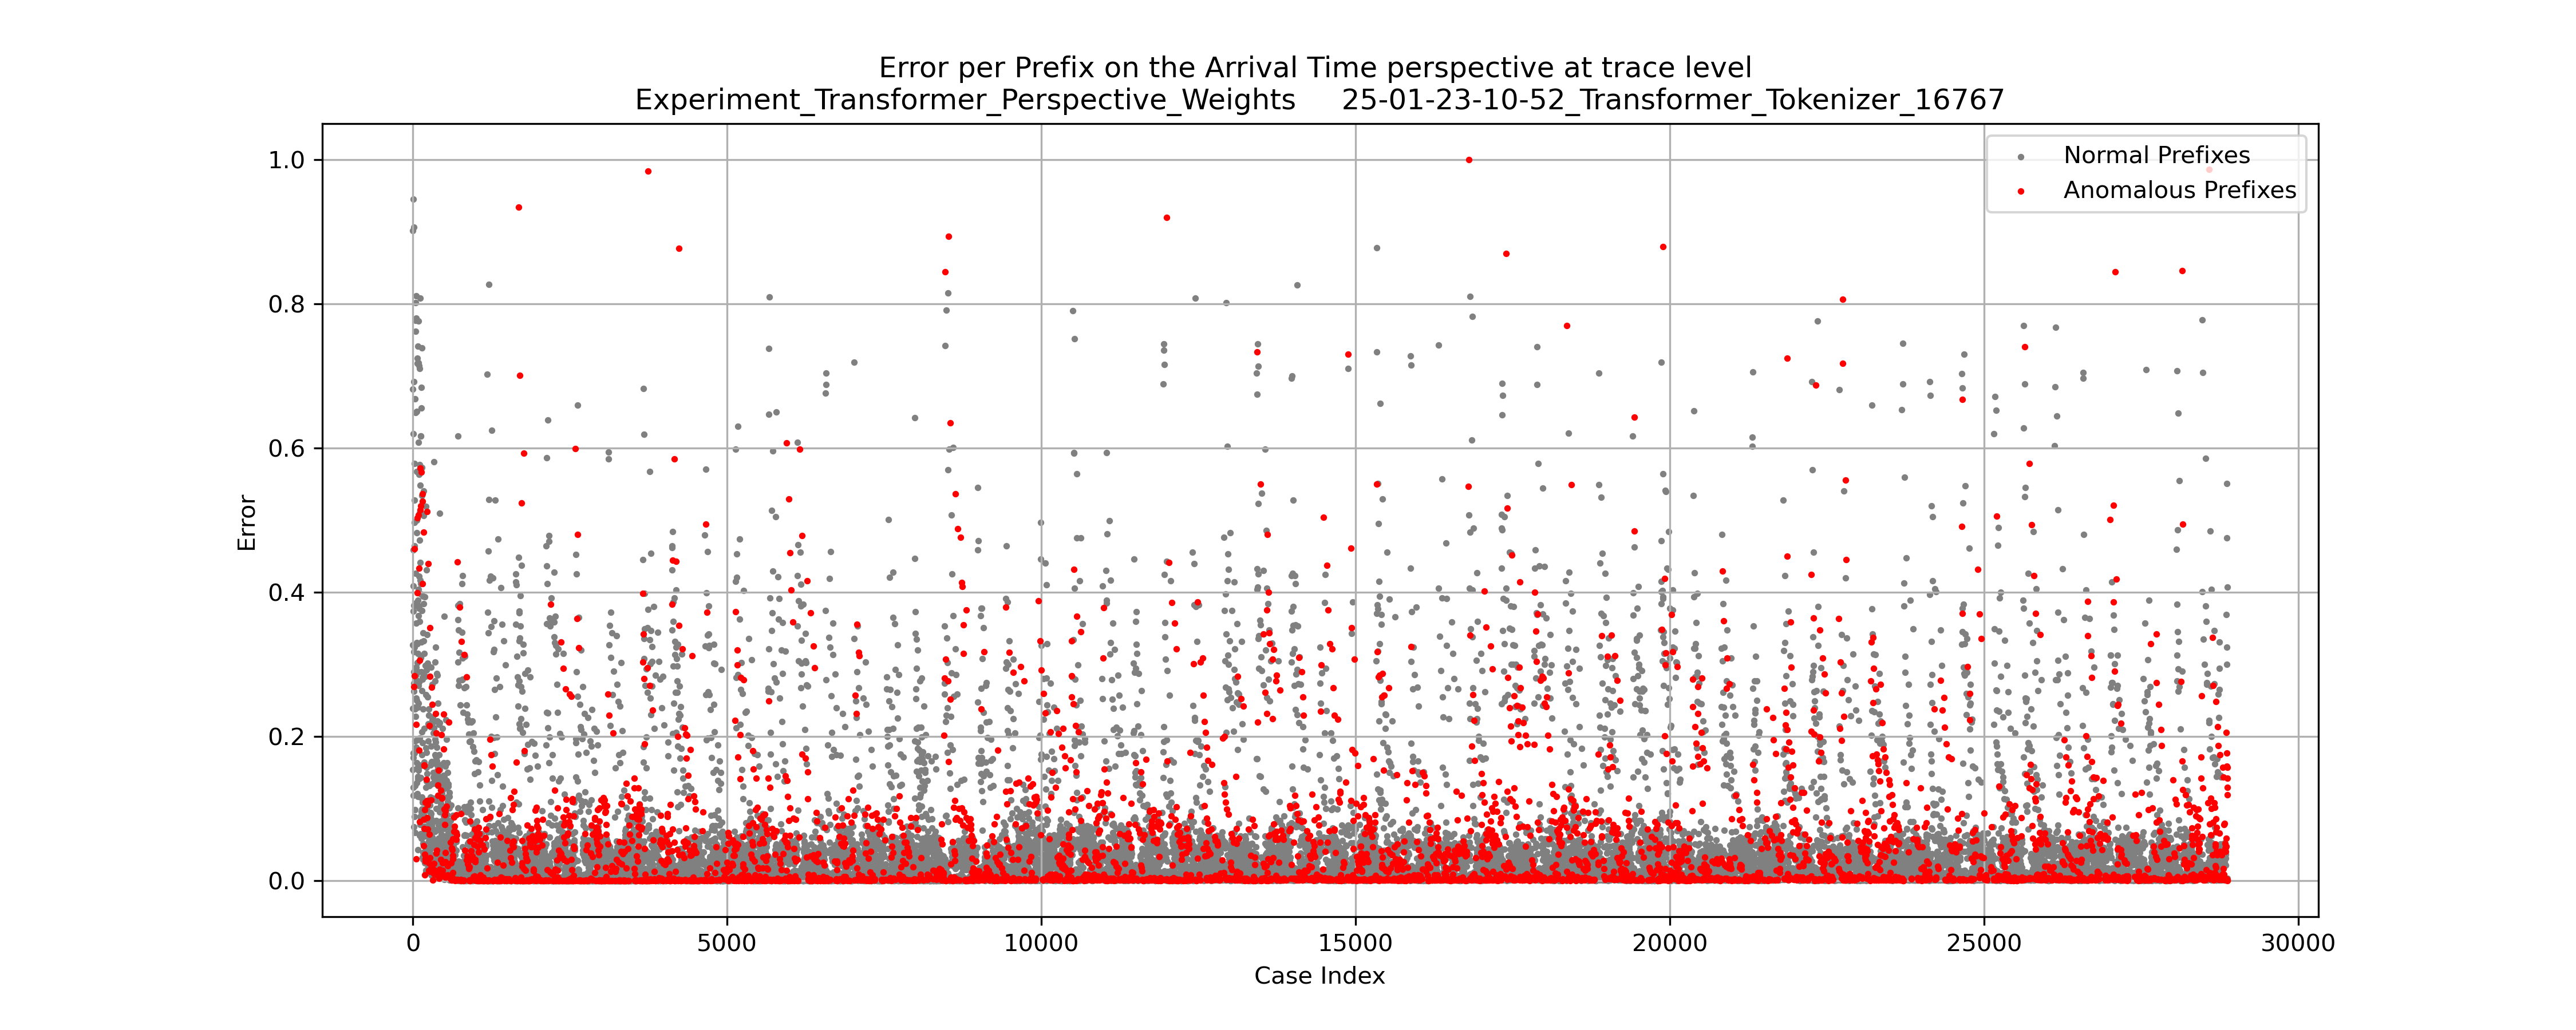 Error per Prefix on the Arrival Time perspective at trace level
Experiment_Transformer_Perspective_Weights 25-01-23-10-52_Transformer_Tokenizer_16767
Normal Prefixes
Anomalous Prefixes
1.0
0.8
0.6
0.4
0.2
0.0
Error
0 5000 10000 15000 20000 25000 30000
Case Index